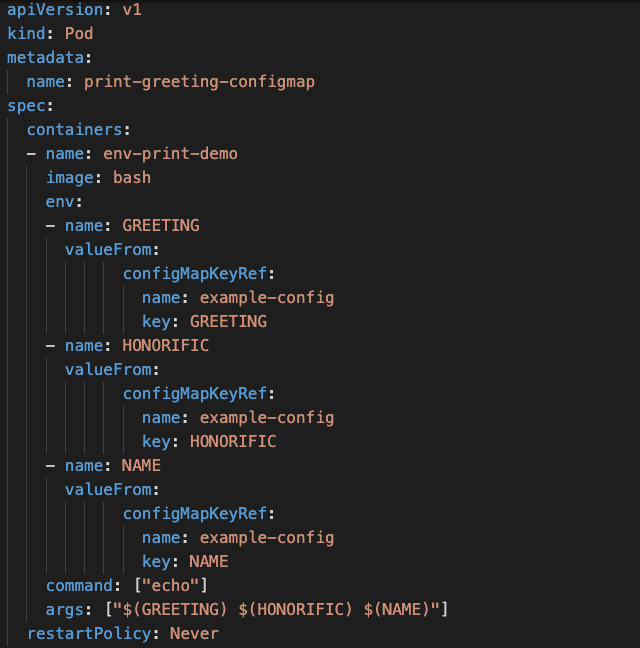 apiVersion: v1
kind: Pod
metadata:
  name: print-greeting-configmap
spec:
  containers:
  - name: env-print-demo
    image: bash
    env:
    - name: GREETING
      valueFrom:
            configMapKeyRef:
              name: example-config
              key: GREETING
    - name: HONORIFIC
      valueFrom:
            configMapKeyRef:
              name: example-config
              key: HONORIFIC
    - name: NAME
      valueFrom:
            configMapKeyRef:
              name: example-config
              key: NAME
    command: ["echo"]
    args: ["$(GREETING) $(HONORIFIC) $(NAME)"]
  restartPolicy: Never